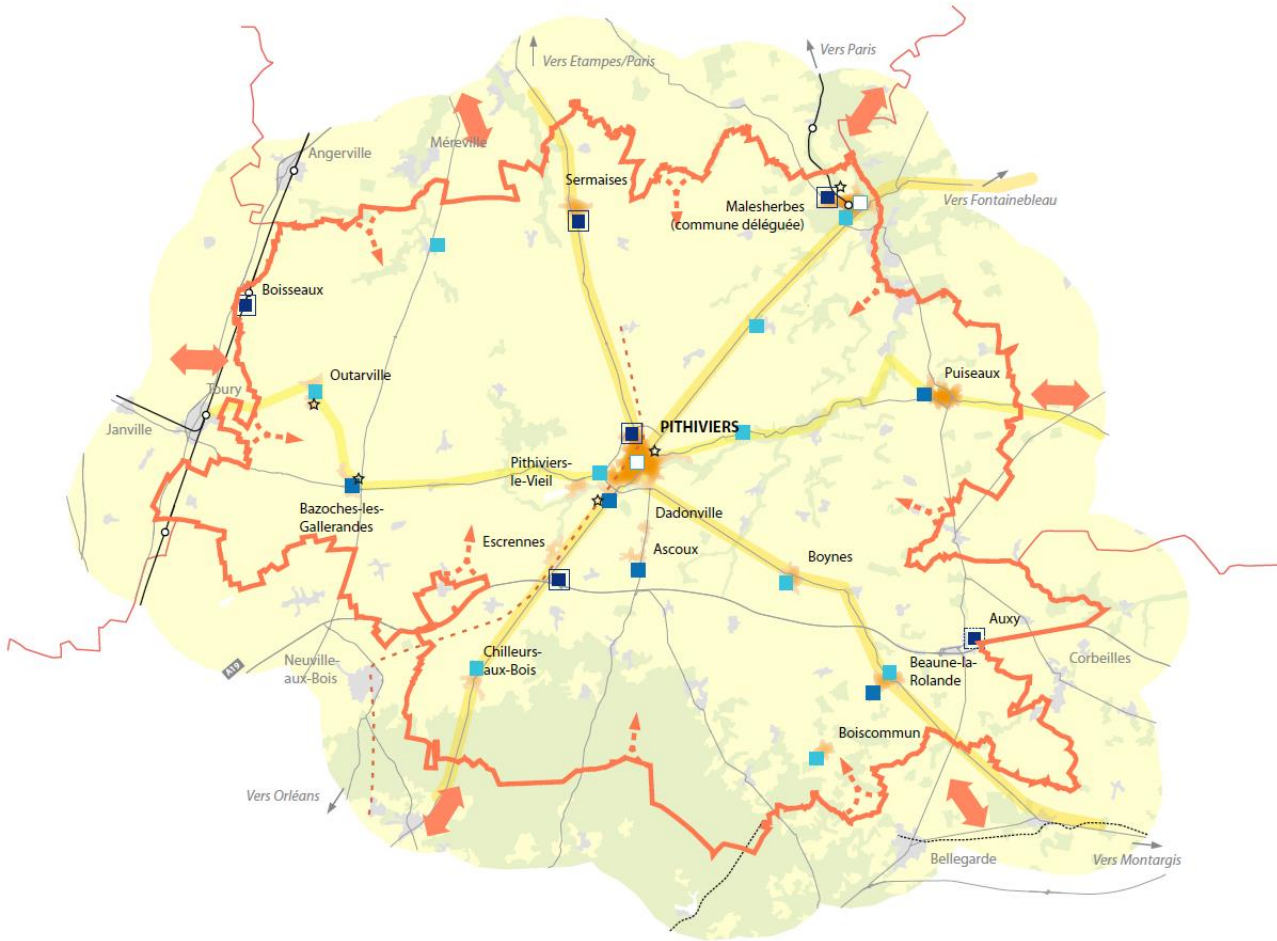 Vers Paris
Vers Etampes/Paris
Méreville
Angerville
Sermaises
Malesherbes
(commune déléguée)
Vers Fontainebleau
Boisseaux
Outarville
Toury
Puiseaux
Janville
PITHIVIERS
Pithiviers-
le-Vieil
Bazoches-les-
Gallerandes
Dadonville
Escrennes
Ascoux
Boynes
Auxy
Neuville-
aux-Bois
Chilleurs-
aux-Bois
Beaune-la-
Rolande
Corbeilles
A19
Boiscommun
Vers Orléans
Bellegarde
Vers Montargis